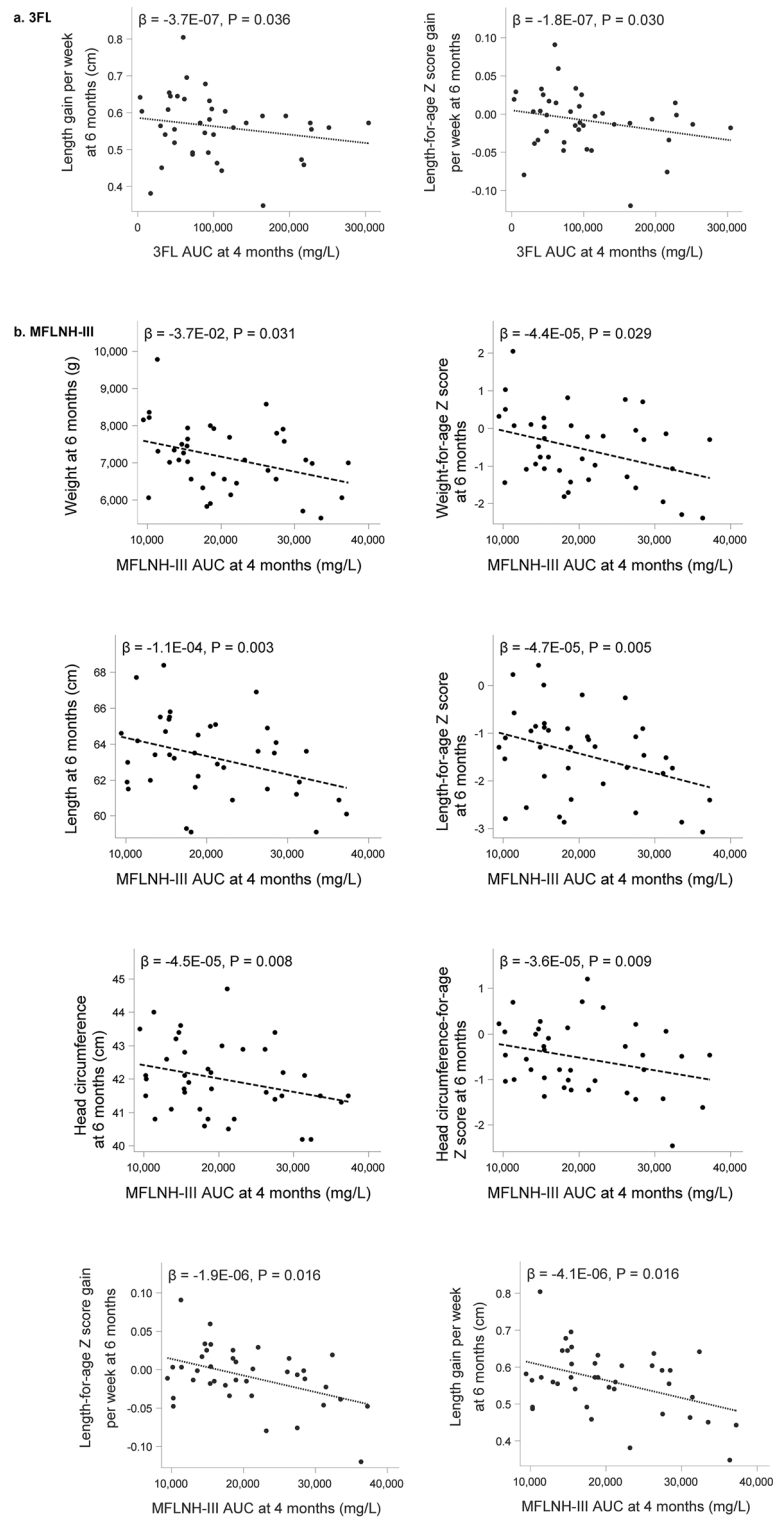 a. 3FL
β = -3.7E-07, P = 0.036
Length gain per week
at 6 months (cm)
0.8
0.7
0.6
0.5
0.4
0
100,000
200,000
300,000
3FL AUC at 4 months (mg/L)
β = -1.8E-07, P = 0.030
Length-for-age Z score gain
per week at 6 months
0.10
0.05
0.00
-0.05
-0.10
0
100,000
200,000
300,000
3FL AUC at 4 months (mg/L)
b. MFLNH-III
β = -3.7E-02, P = 0.031
Weight at 6 months (g)
10,000
9,000
8,000
7,000
6,000
10,000
20,000
30,000
40,000
MFLNH-III AUC at 4 months (mg/L)
β = -4.4E-05, P = 0.029
Weight-for-age Z score
at 6 months
2
1
0
-1
-2
10,000
20,000
30,000
40,000
MFLNH-III AUC at 4 months (mg/L)
β = -1.1E-04, P = 0.003
Length at 6 months (cm)
68
66
64
62
60
10,000
20,000
30,000
40,000
MFLNH-III AUC at 4 months (mg/L)
β = -4.7E-05, P = 0.005
Length-for-age Z score
at 6 months
0
-1
-2
-3
10,000
20,000
30,000
40,000
MFLNH-III AUC at 4 months (mg/L)
β = -4.5E-05, P = 0.008
Head circumference
at 6 months (cm)
45
44
43
42
41
40
10,000
20,000
30,000
40,000
MFLNH-III AUC at 4 months (mg/L)
β = -3.6E-05, P = 0.009
Head circumference-for-age
Z score at 6 months
1
0
-1
-2
10,000
20,000
30,000
40,000
MFLNH-III AUC at 4 months (mg/L)
β = -1.9E-06, P = 0.016
Length-for-age Z score gain
per week at 6 months
0.10
0.05
0.00
-0.05
-0.10
10,000
20,000
30,000
40,000
MFLNH-III AUC at 4 months (mg/L)
β = -4.1E-06, P = 0.016
Length gain per week
at 6 months (cm)
0.8
0.7
0.6
0.5
0.4
10,000
20,000
30,000
40,000
MFLNH-III AUC at 4 months (mg/L)